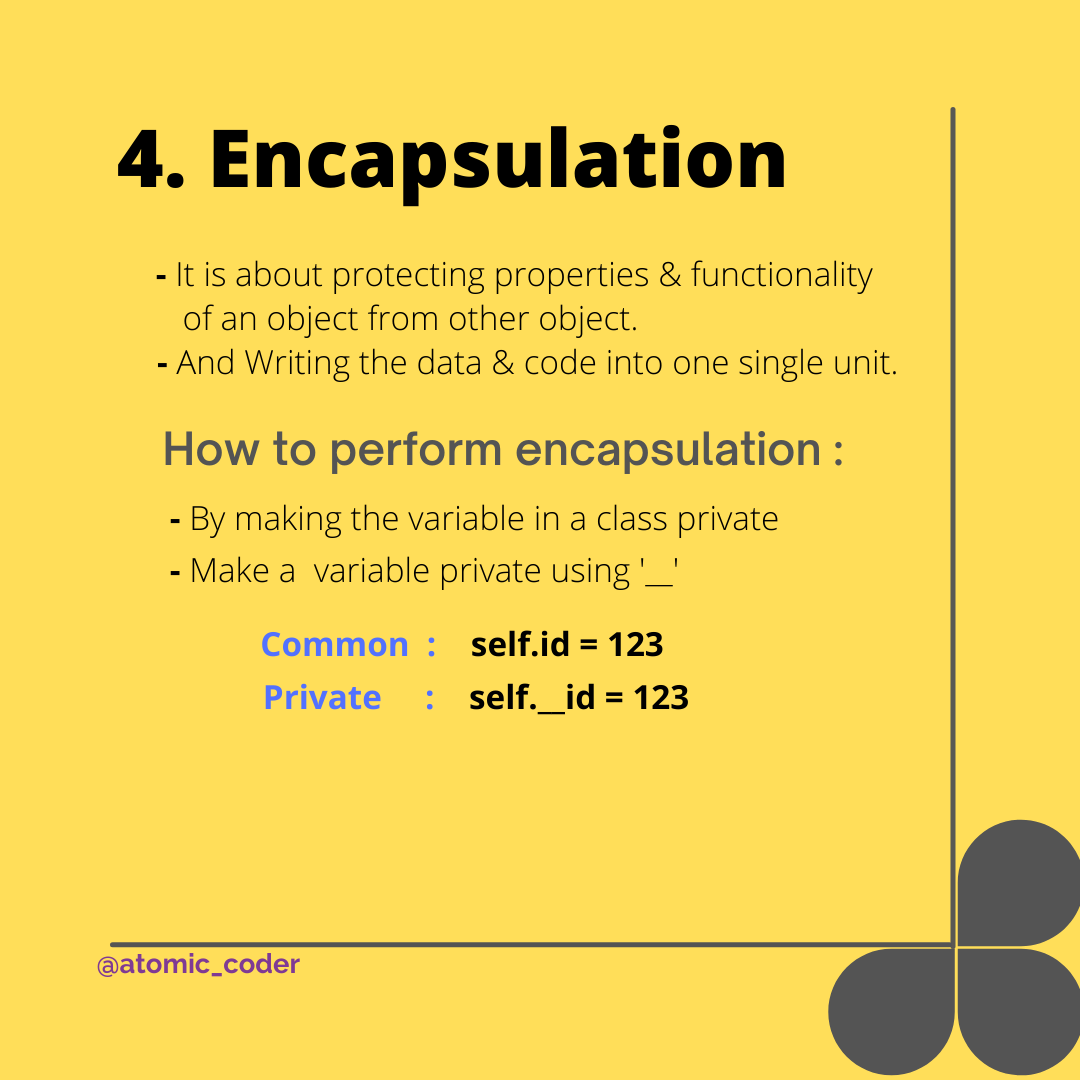 4. Encapsulation
- It is about protecting properties & functionality
of an object from other object.
- And Writing the data & code into one single unit.
How to perform encapsulation :
- By making the variable in a class private
- Make a  variable private using '__'
Common  :    self.id = 123
Private     :    self.__id = 123
@atomic_coder